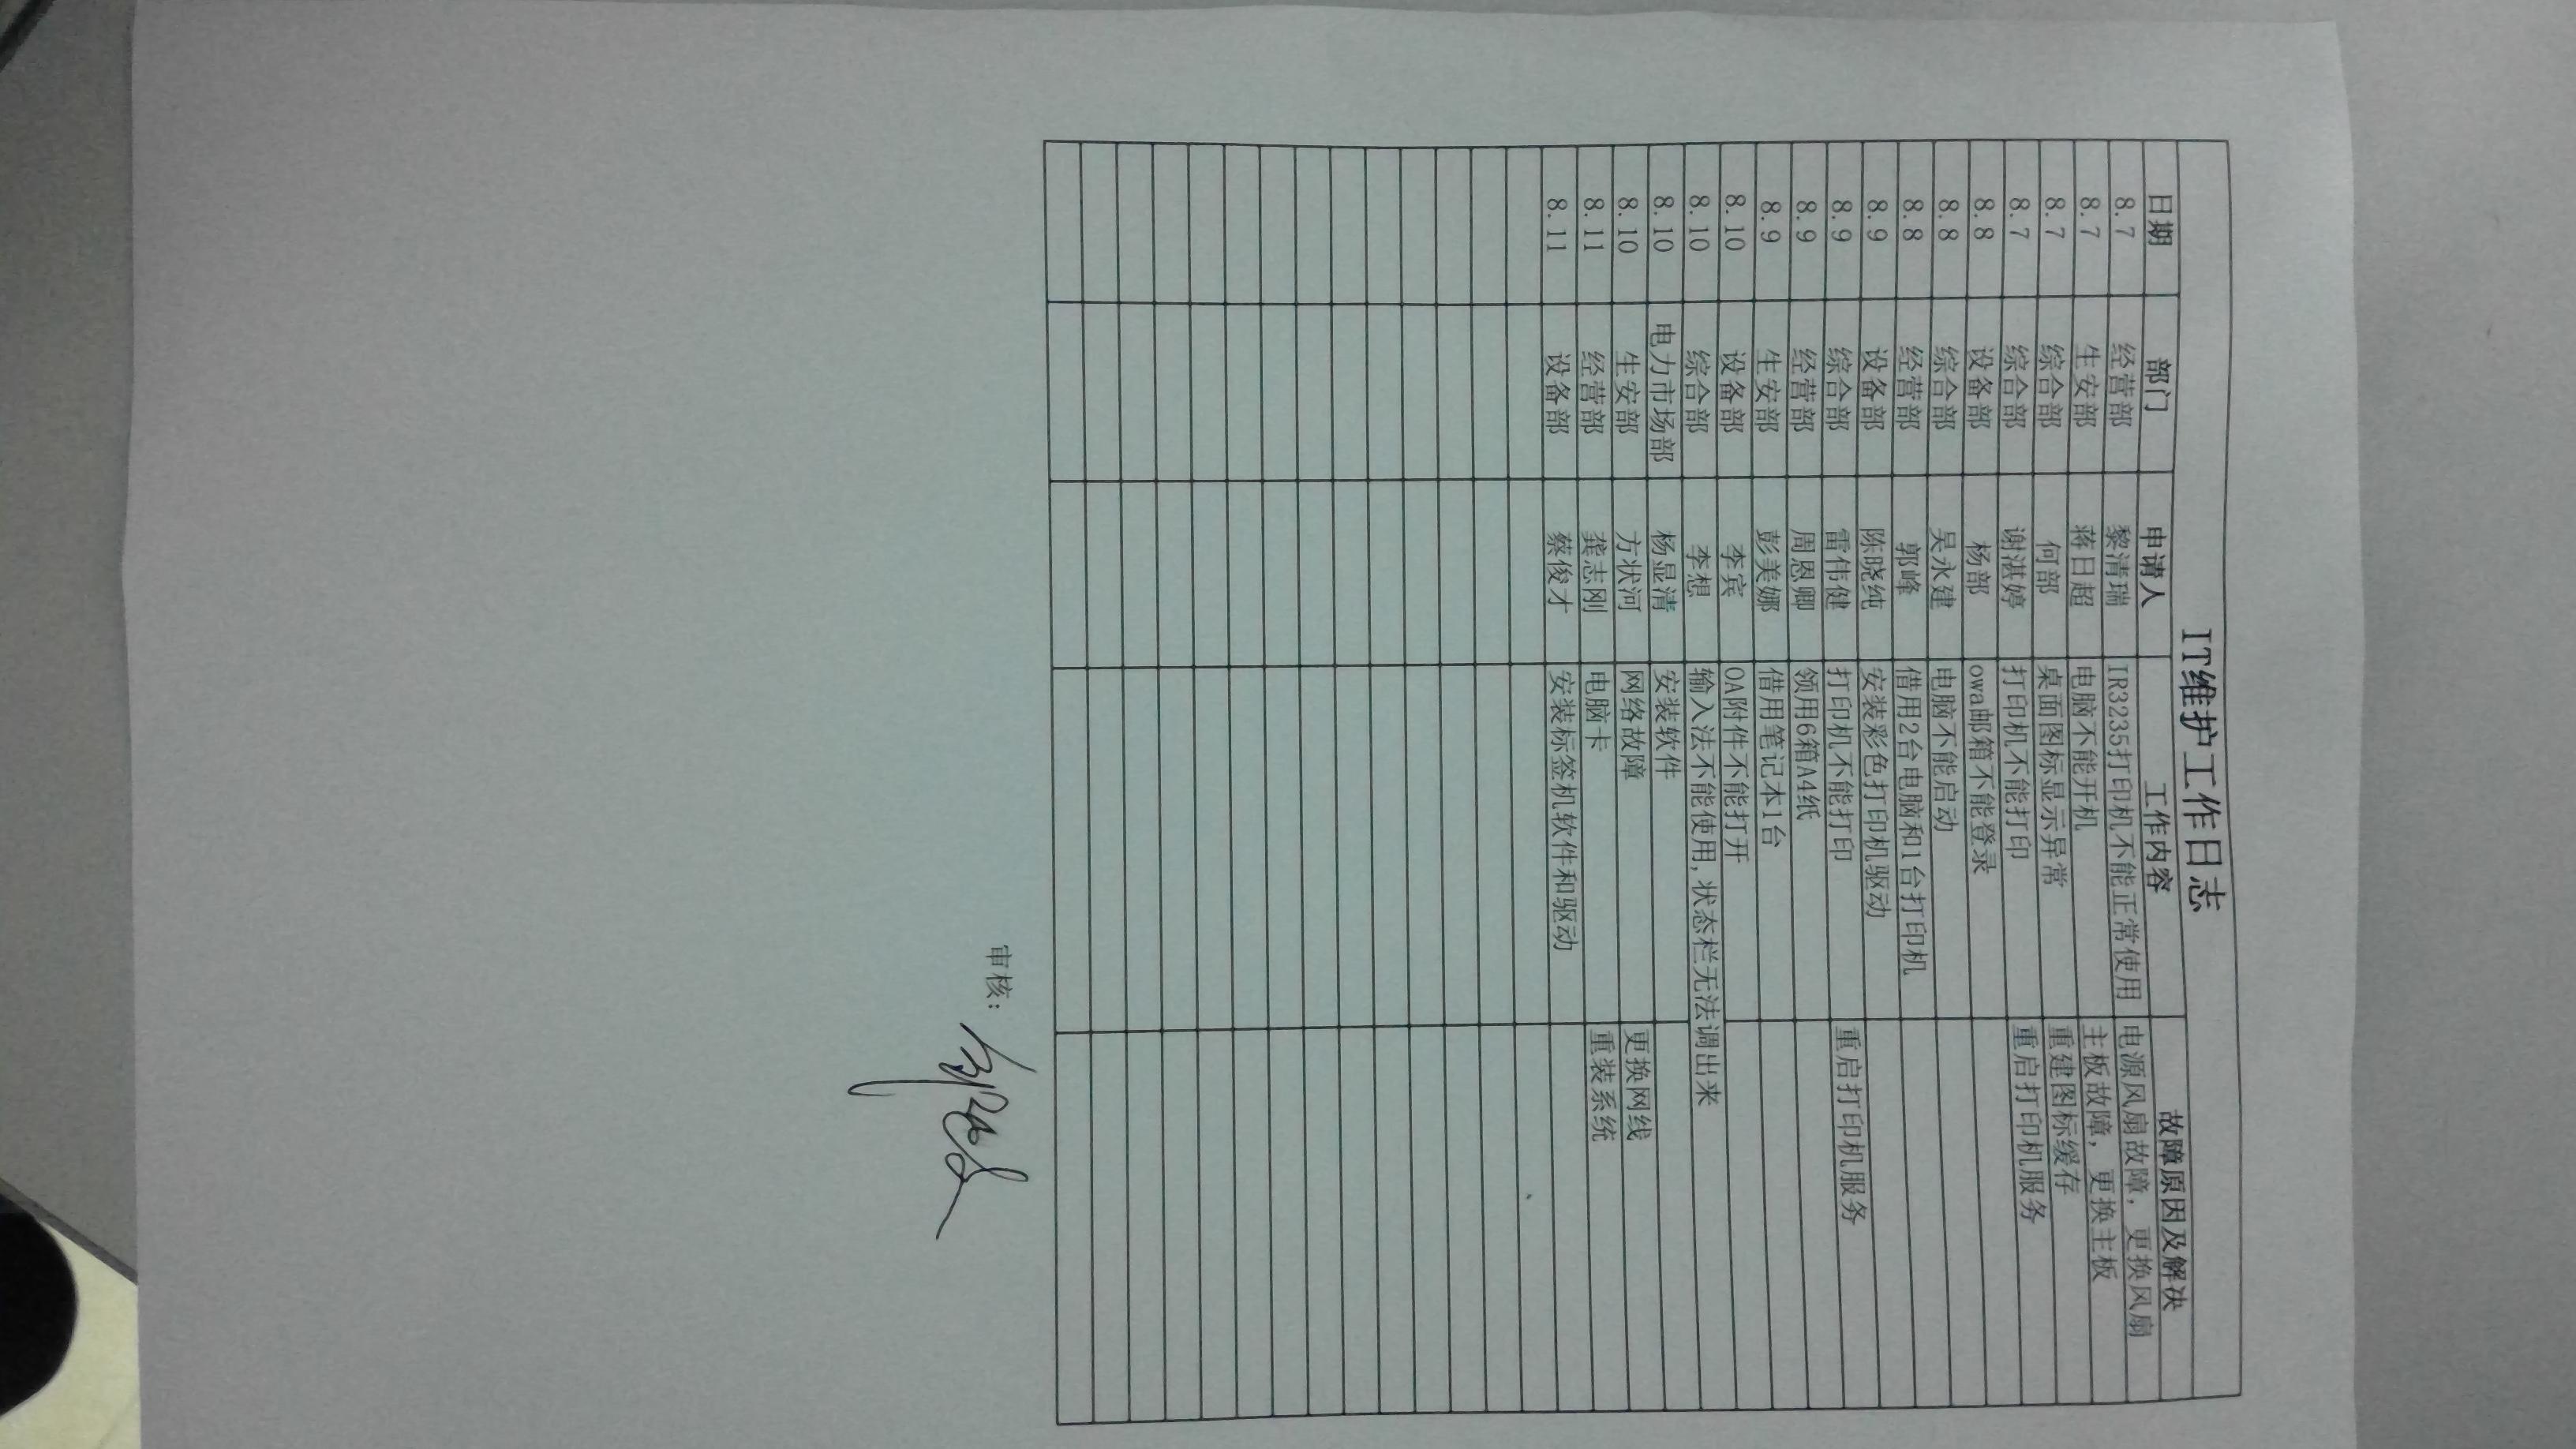 IT维护工作日志
日期 部门 申请人 工作内容 故障原因及解决
8.7 经营部 黎清瑞 IR3235打印机不能正常使用 电源风扇故障，更换风扇
8.7 生安部 蒋日超 电脑不能开机 主板故障，更换主板
8.7 综合部 何部 桌面图标显示异常 重建图标缓存
8.7 综合部 谢湛婷 打印机不能打印 重启打印机服务
8.8 设备部 杨部 owa邮箱不能登录
8.8 综合部 吴永建 电脑不能启动
8.8 经营部 郭峰 借用2台电脑和1台打印机
8.9 设备部 陈晓纯 安装彩色打印机驱动
8.9 综合部 雷伟健 打印机不能打印 重启打印机服务
8.9 经营部 周恩卿 领用6箱A4纸
8.9 生安部 彭美娜 借用笔记本1台
8.10 设备部 李宾 OA附件不能打开
8.10 综合部 李想 输入法不能使用,状态栏无法调出来
8.10 电力市场部 杨显清 安装软件
8.10 生安部 方状河 网络故障 更换网线
8.11 经营部 龚志刚 电脑卡 重装系统
8.11 设备部 蔡俊才 安装标签机软件和驱动
审核：